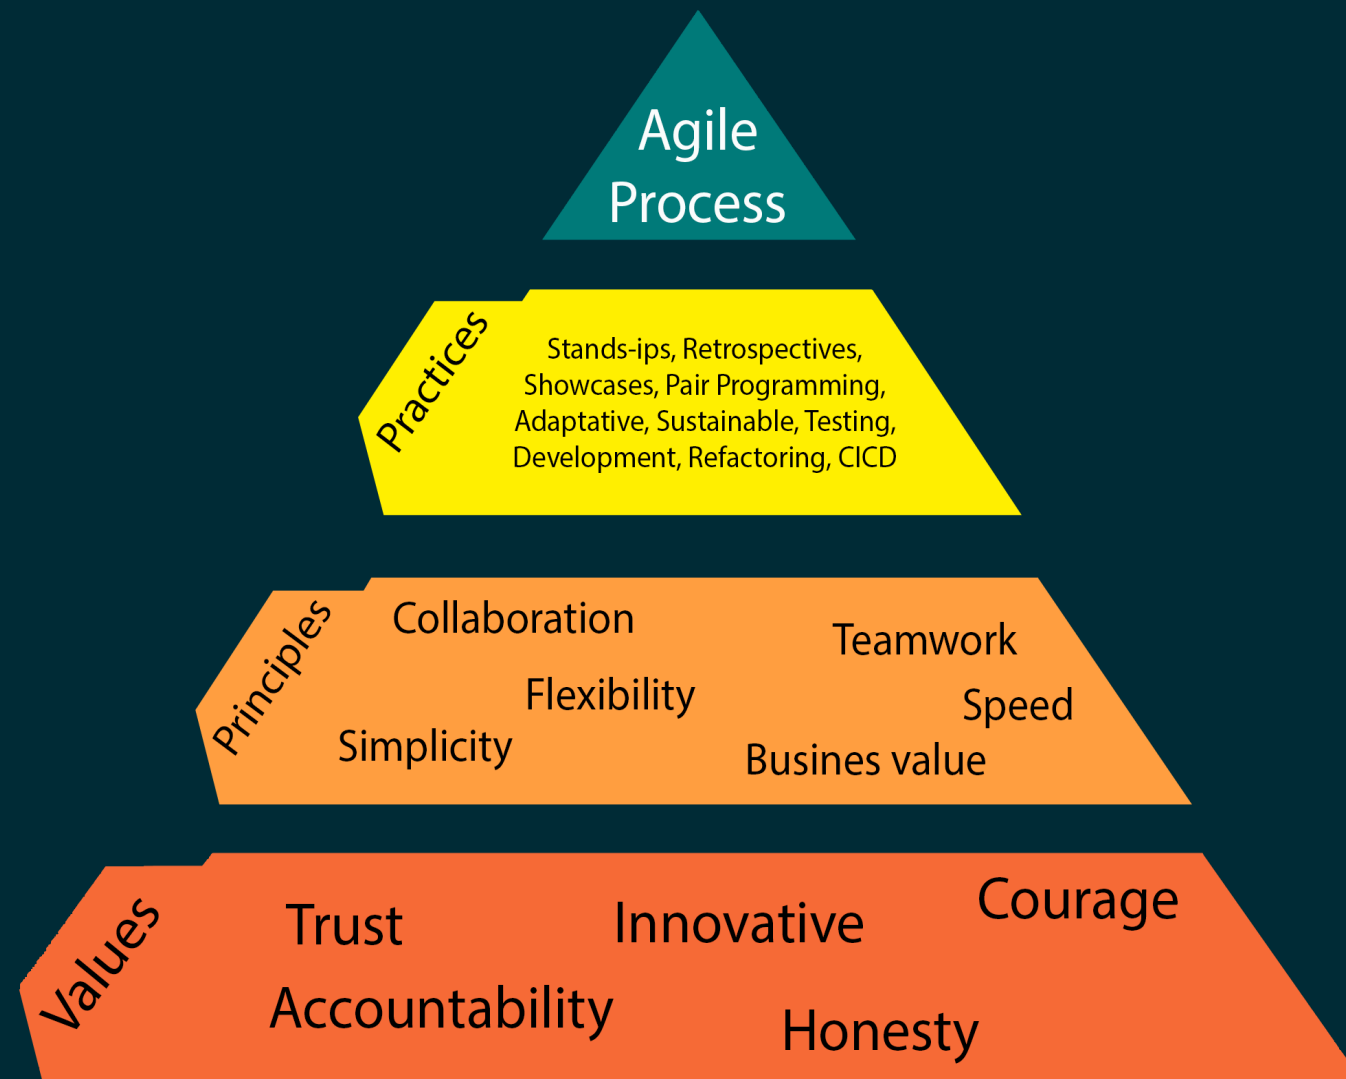 Agile
Process
Practices
Stands-ips, Retrospectives,
Showcases, Pair Programming,
Adaptative, Sustainable, Testing,
Development, Refactoring, CICD
Principles
Collaboration
Teamwork
Flexibility
Speed
Simplicity
Busines value
Values
Trust
Innovative
Courage
Accountability
Honesty